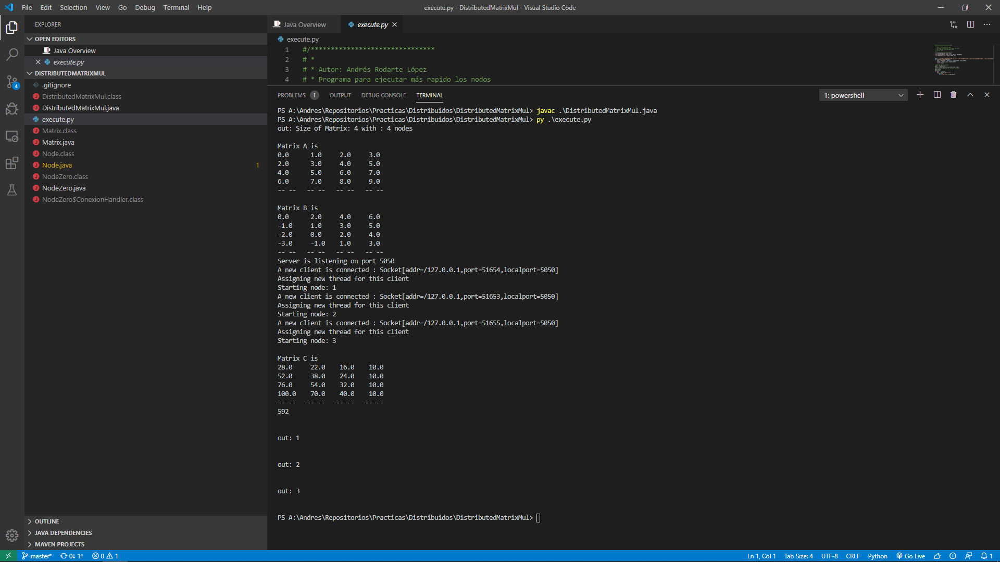 File Edit Selection View Go Debug Terminal Help
execute.py - DistributedMatrixMul - Visual Studio Code
EXPLORER
OPEN EDITORS
Java Overview
execute.py
DISTRIBUTEDMATRIXMUL
.gitignore
DistributedMatrixMul.class
DistributedMatrixMul.java
execute.py
Matrix.class
Matrix.java
Node.class
Node.java 1
NodeZero.class
NodeZero.java
NodeZero$ConexionHandler.class
4
OUTLINE
JAVA DEPENDENCIES
MAVEN PROJECTS
Java Overview execute.py
execute.py
1 #/*******************************
2 # *
3 # * Autor: Andrés Rodarte López
4 # * Programa para ejecutar más rapido los nodos
PROBLEMS 1 OUTPUT DEBUG CONSOLE TERMINAL
1: powershell
PS A:\Andres\Repositorios\Practicas\Distribuidos\DistributedMatrixMul> javac .\DistributedMatrixMul.java
PS A:\Andres\Repositorios\Practicas\Distribuidos\DistributedMatrixMul> py .\execute.py
out: Size of Matrix: 4 with : 4 nodes
Matrix A is
0.0 1.0 2.0 3.0
2.0 3.0 4.0 5.0
4.0 5.0 6.0 7.0
6.0 7.0 8.0 9.0
-- -- -- -- -- -- -- --
Matrix B is
0.0 2.0 4.0 6.0
-1.0 1.0 3.0 5.0
-2.0 0.0 2.0 4.0
-3.0 -1.0 1.0 3.0
-- -- -- -- -- -- -- --
Server is listening on port 5050
A new client is connected : Socket[addr=/127.0.0.1,port=51654,localport=5050]
Assigning new thread for this client
Starting node: 1
A new client is connected : Socket[addr=/127.0.0.1,port=51653,localport=5050]
Assigning new thread for this client
Starting node: 2
A new client is connected : Socket[addr=/127.0.0.1,port=51655,localport=5050]
Assigning new thread for this client
Starting node: 3
Matrix C is
28.0 22.0 16.0 10.0
52.0 38.0 24.0 10.0
76.0 54.0 32.0 10.0
100.0 70.0 40.0 10.0
-- -- -- -- -- -- -- --
592
out: 1
out: 2
out: 3
PS A:\Andres\Repositorios\Practicas\Distribuidos\DistributedMatrixMul>
master* 0↓ 1↑ 0 1
Ln 1, Col 1 Tab Size: 4 UTF-8 CRLF Python Go Live 1